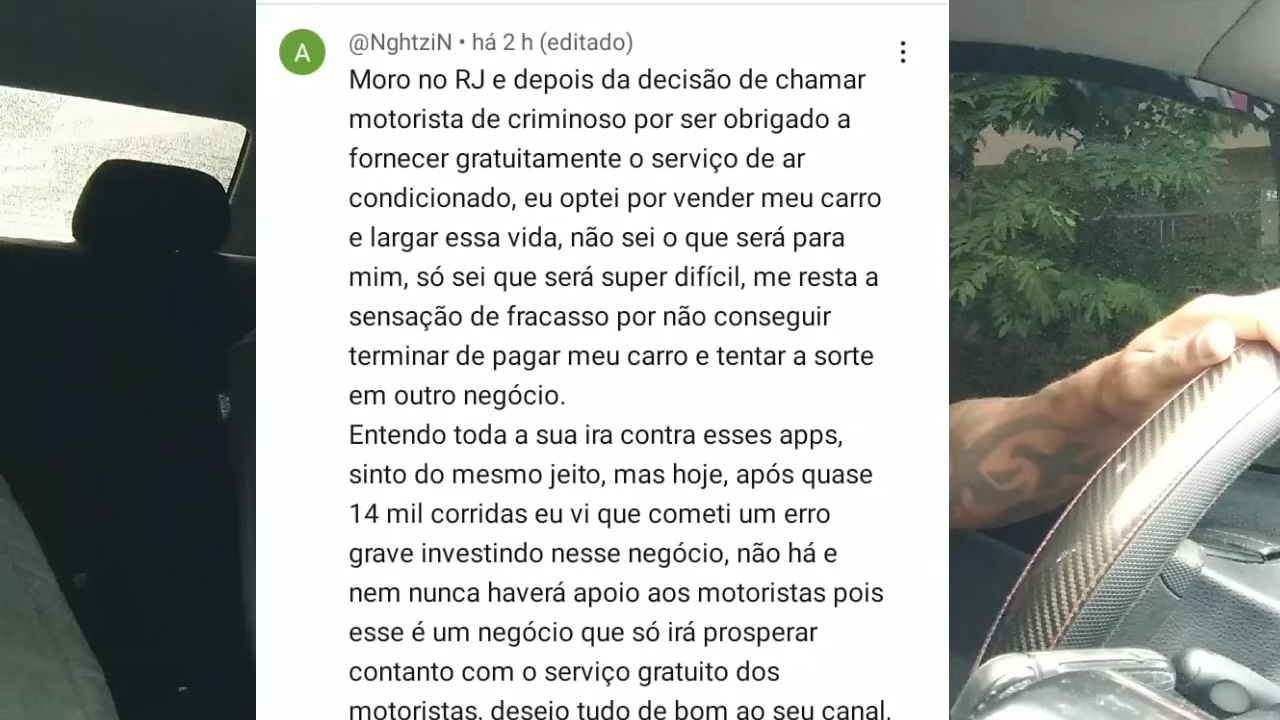 @NghtziN • há 2 h (editado)
A
Moro no RJ e depois da decisão de chamar
motorista de criminoso por ser obrigado a
fornecer gratuitamente o serviço de ar
condicionado, eu optei por vender meu carro
e largar essa vida, não sei o que será para
mim, só sei que será super difícil, me resta a
sensação de fracasso por não conseguir
terminar de pagar meu carro e tentar a sorte
em outro negócio.
Entendo toda a sua ira contra esses apps,
sinto do mesmo jeito, mas hoje, após quase
14 mil corridas eu vi que cometi um erro
grave investindo nesse negócio, não há e
nem nunca haverá apoio aos motoristas pois
esse é um negócio que só irá prosperar
contanto com o serviço gratuito dos
motoristas, desejo tudo de bom ao seu canal,